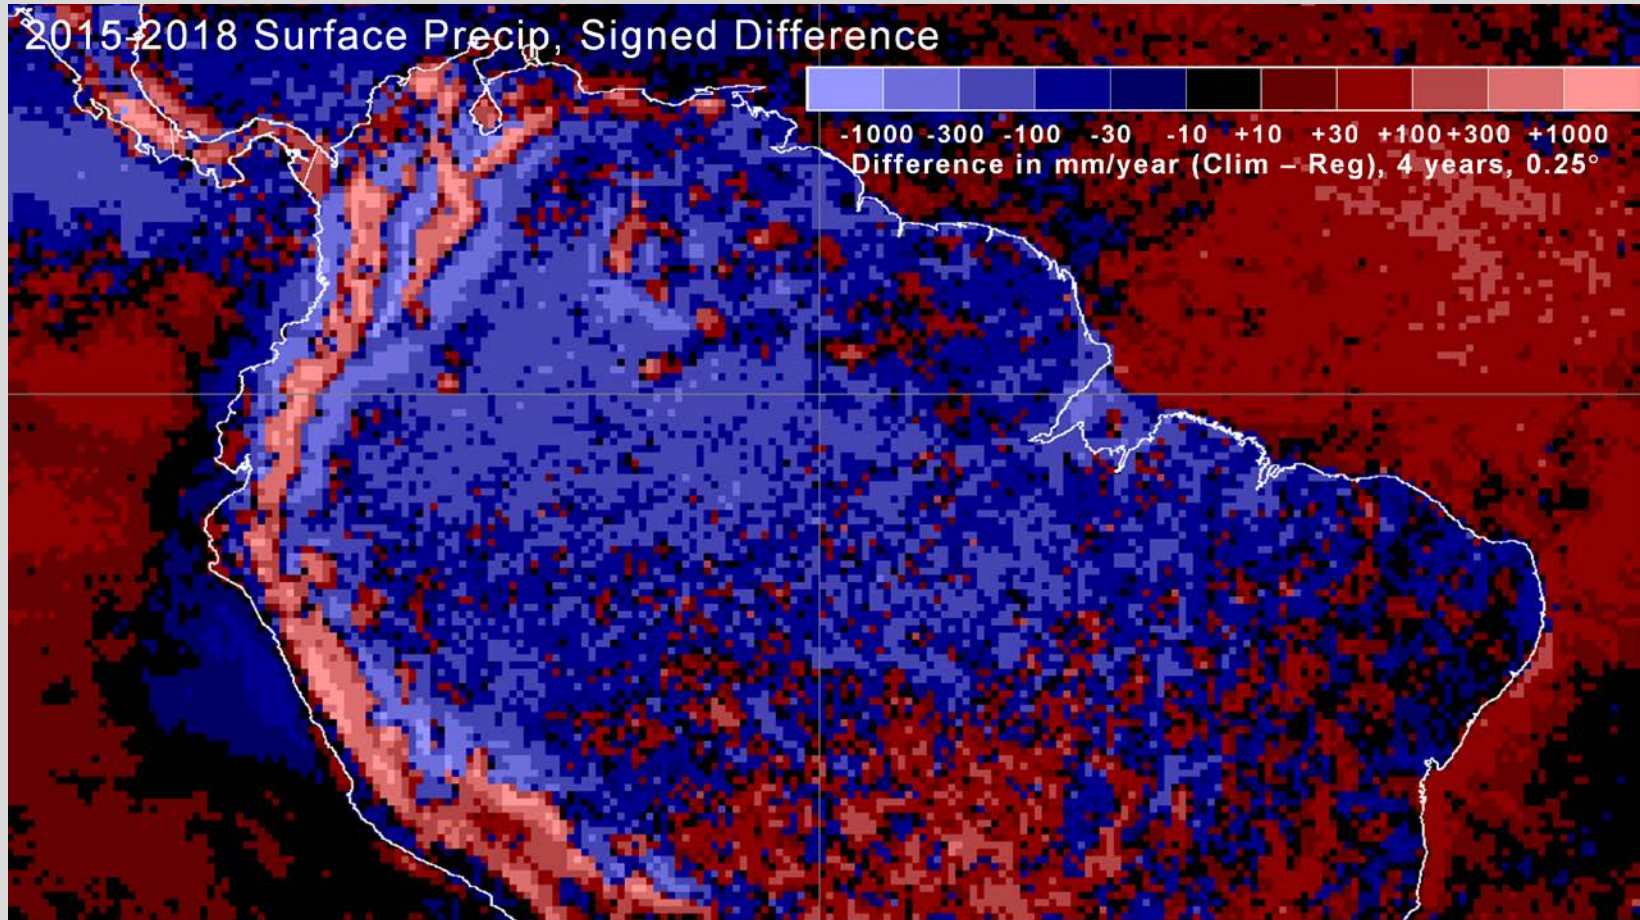 2015-2018 Surface Precip, Signed Difference
-1000 -300 -100 -30 -10 +10 +30 +100 +300 +1000
Difference in mm/year (Clim – Reg), 4 years, 0.25°